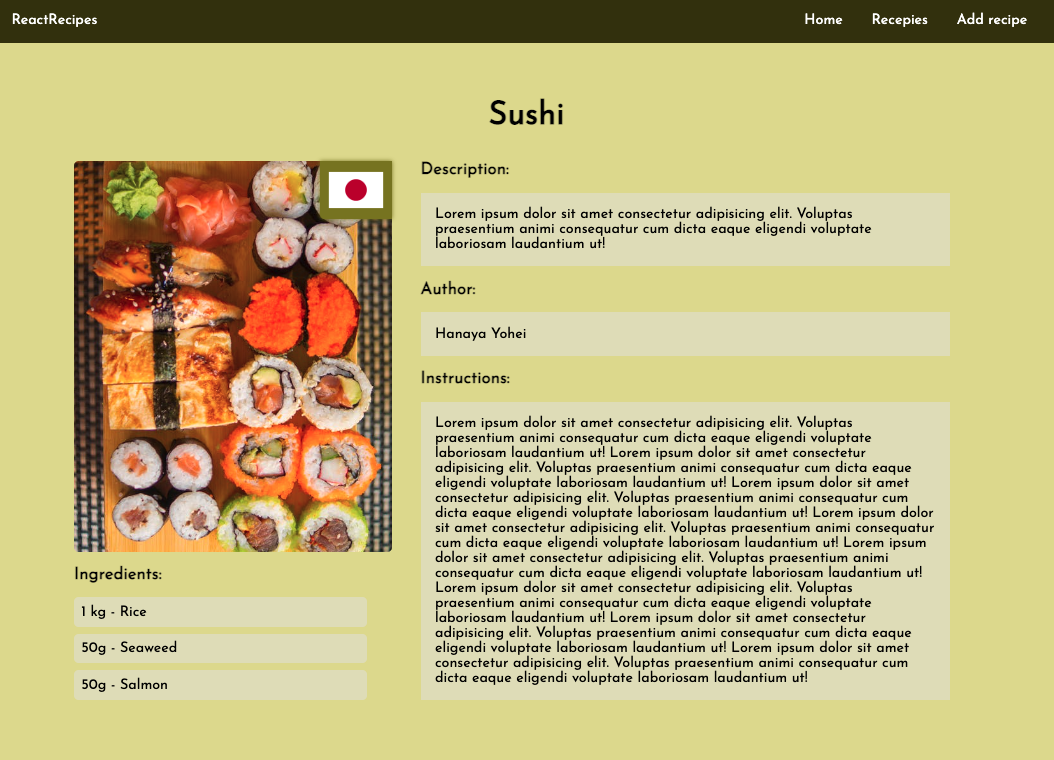 ReactRecipes
Home Recepies Add recipe
Sushi
Description:
Lorem ipsum dolor sit amet consectetur adipisicing elit. Voluptas
praesentium animi consequatur cum dicta eaque eligendi voluptate
laboriosam laudantium ut!
Author:
Hanaya Yohei
Instructions:
Lorem ipsum dolor sit amet consectetur adipisicing elit. Voluptas
praesentium animi consequatur cum dicta eaque eligendi voluptate
laboriosam laudantium ut! Lorem ipsum dolor sit amet consectetur
adipisicing elit. Voluptas praesentium animi consequatur cum dicta eaque
eligendi voluptate laboriosam laudantium ut! Lorem ipsum dolor sit amet
consectetur adipisicing elit. Voluptas praesentium animi consequatur cum
dicta eaque eligendi voluptate laboriosam laudantium ut! Lorem ipsum dolor
sit amet consectetur adipisicing elit. Voluptas praesentium animi consequatur
cum dicta eaque eligendi voluptate laboriosam laudantium ut! Lorem ipsum
dolor sit amet consectetur adipisicing elit. Voluptas praesentium animi
consequatur cum dicta eaque eligendi voluptate laboriosam laudantium ut!
Lorem ipsum dolor sit amet consectetur adipisicing elit. Voluptas
praesentium animi consequatur cum dicta eaque eligendi voluptate
laboriosam laudantium ut! Lorem ipsum dolor sit amet consectetur
adipisicing elit. Voluptas praesentium animi consequatur cum dicta eaque
eligendi voluptate laboriosam laudantium ut! Lorem ipsum dolor sit amet
consectetur adipisicing elit. Voluptas praesentium animi consequatur cum
dicta eaque eligendi voluptate laboriosam laudantium ut!
Ingredients:
1 kg - Rice
50g - Seaweed
50g - Salmon